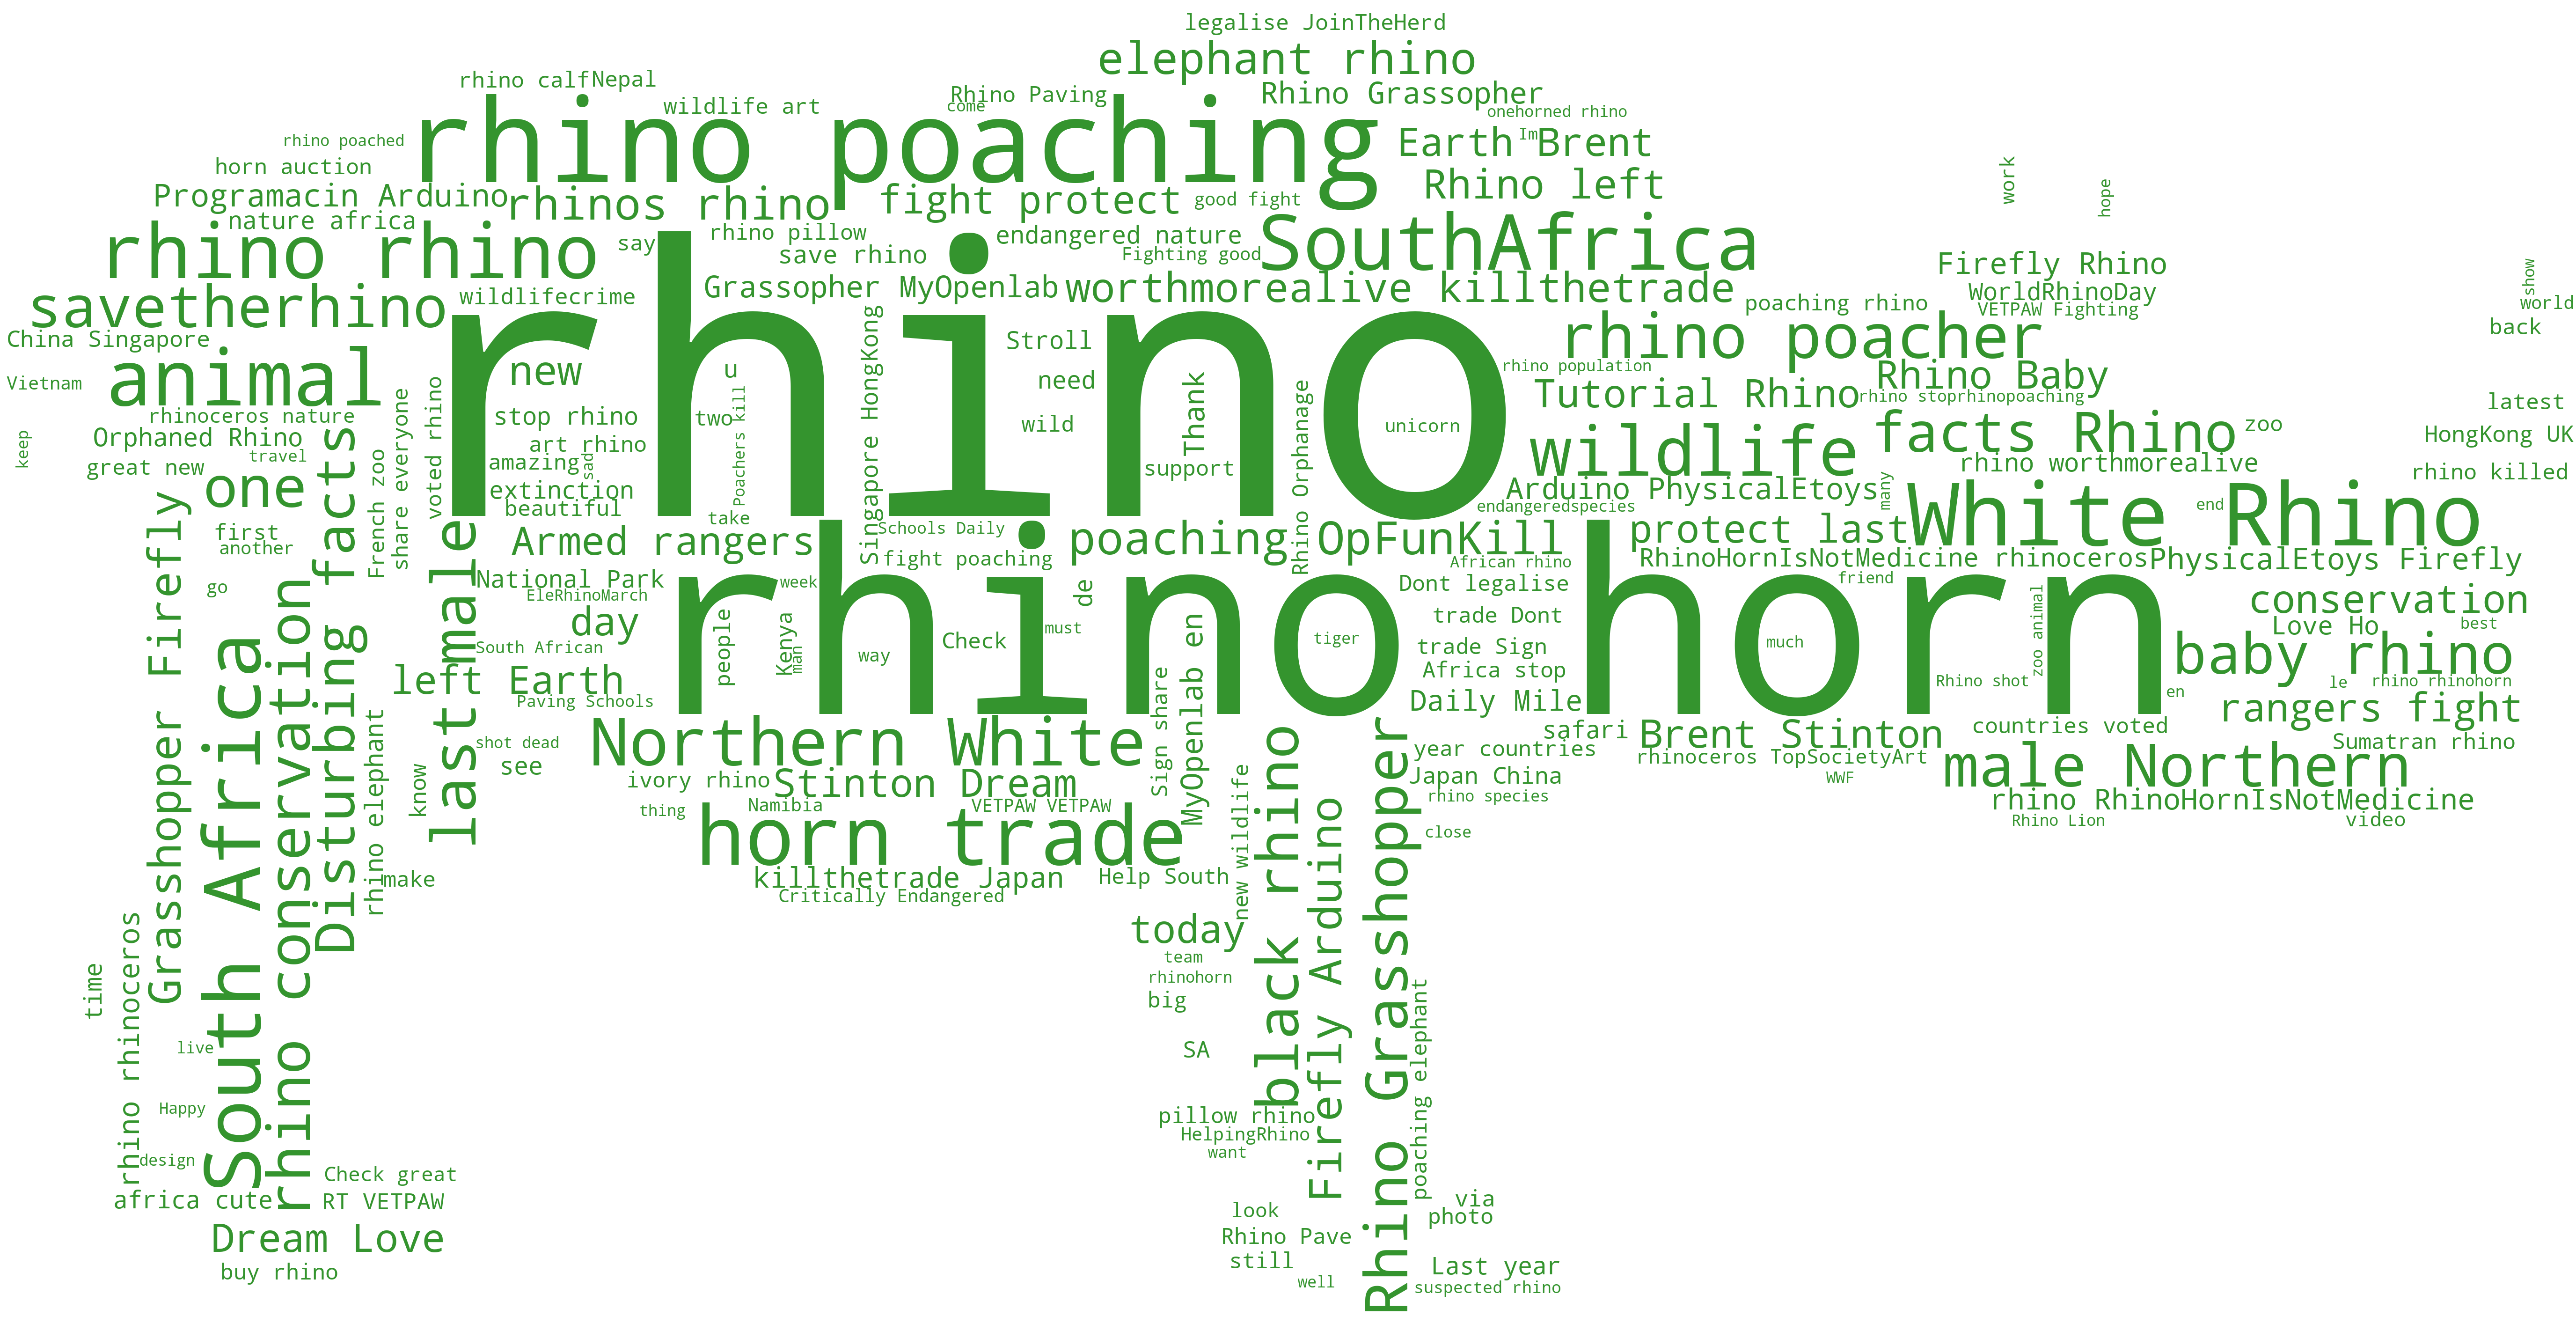 legalise JoinTheHerd
elephant rhino
rhino calf
Nepal
Rhino Paving
Rhino Grassopher
wildlife art
come
onehorned rhino
rhino poaching
Earth
Im
Brent
rhino poached
horn auction
work
Programacin Arduino
rhinos rhino
fight protect
good fight
Rhino left
hope
nature africa
rhino rhino
say
rhino pillow
endangered nature
SouthAfrica
save rhino
Fighting good
Firefly Rhino
show
savetherhino
wildlifecrime
Grassopher MyOpenlab
worthmorealive killthetrade
WorldRhinoDay
poaching rhino
VETPAW Fighting
world
China Singapore
rhino
Stroll
rhino poacher
back
animal
new
u
need
rhino population
Rhino Baby
Vietnam
Tutorial Rhino
rhino stoprhinopoaching
latest
rhinoceros nature
stop rhino
two
wild
Thank
unicorn
facts Rhino
zoo
Orphaned Rhino
art rhino
Poachers kill
Singapore HongKong
Rhino Orphanage
HongKong UK
keep
travel
great new
amazing
sad
support
wildlife
rhino worthmorealive
rhino killed
one
French zoo
share everyone
voted rhino
extinction
Arduino PhysicalEtoys
many
beautiful
endangeredspecies
end
White Rhino
first
another
take
Schools Daily
Armed rangers
poaching OpFunKill
protect last
fight poaching
African rhino
RhinoHornIsNotMedicine rhinoceros
PhysicalEtoys Firefly
go
National Park
week
de
Dont legalise
friend
EleRhinoMarch
conservation
day
people
Kenya
man
rhino horn
Check
must
way
tiger
trade Dont
much
zoo animal
Love Ho
best
South African
trade Sign
baby rhino
left Earth
Africa stop
Rhino shot
en
le
rhino rhinohorn
Paving Schools
Daily Mile
rangers fight
last male
Disturbing facts
Grasshopper Firefly
South Africa
rhino conservation
rhino elephant
know
shot dead
see
Northern White
Sign share
MyOpenlab en
safari
Brent Stinton
countries voted
Sumatran rhino
year countries
rhinoceros TopSocietyArt
male Northern
ivory rhino
Stinton Dream
Japan China
WWF
thing
Namibia
VETPAW VETPAW
rhino species
rhino RhinoHornIsNotMedicine
horn trade
new wildlife
black rhino
Firefly Arduino
Rhino Grasshopper
close
Rhino Lion
video
make
killthetrade Japan
Help South
Critically Endangered
today
time
rhino rhinoceros
team
rhinohorn
big
poaching elephant
live
SA
Happy
pillow rhino
HelpingRhino
want
design
Check great
africa cute
RT VETPAW
look
via
photo
Dream Love
Rhino Pave
still
buy rhino
well
Last year
suspected rhino